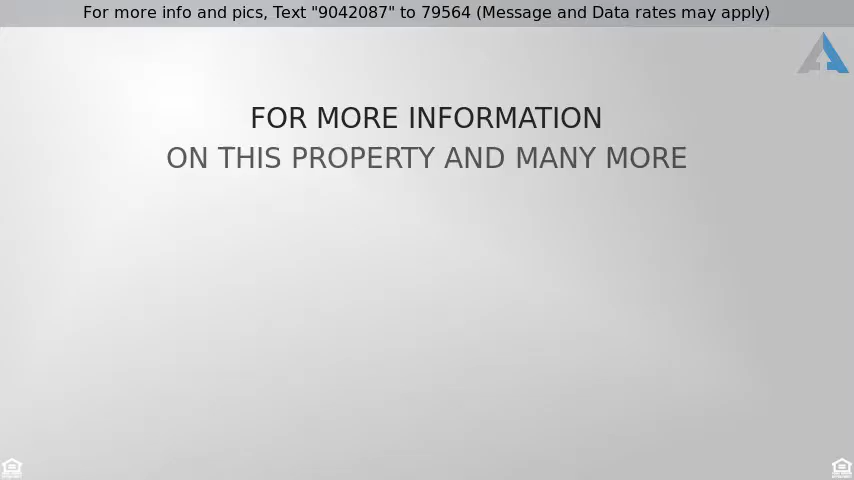 For more info and pics, Text "9042087" to 79564 (Message and Data rates may apply)
FOR MORE INFORMATION
ON THIS PROPERTY AND MANY MORE